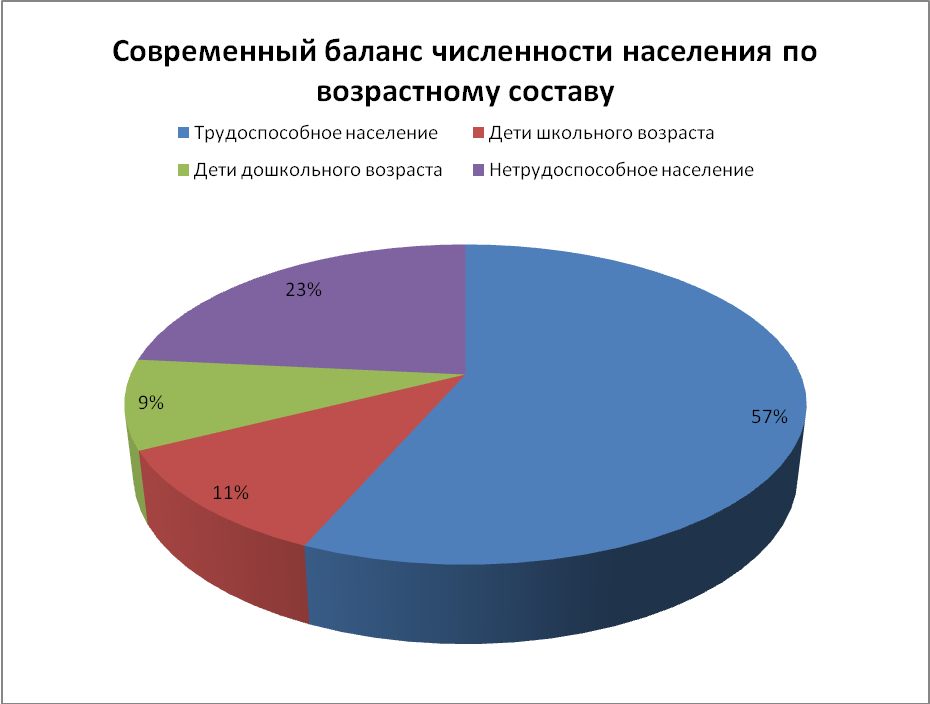 Современный баланс численности населения по
возрастному составу
Трудоспособное население
Дети школьного возраста
Дети дошкольного возраста
Нетрудоспособное население
23%
9%
57%
11%